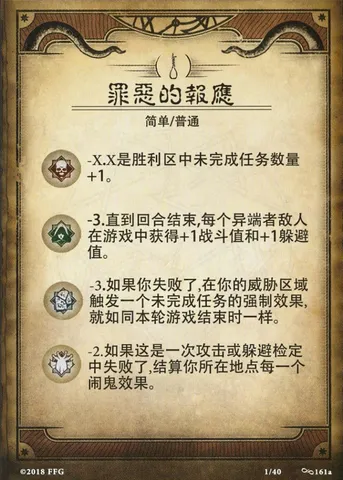 罪惡的報應
简单/普通
-X.X是胜利区中未完成任务数量
+1。
-3.直到回合结束,每个异端者敌人
在游戏中获得+1战斗值和+1躲避
值。
-3.如果你失败了,在你的威胁区域
触发一个未完成任务的强制效果,
就如同本轮游戏结束时一样。
-2.如果这是一次攻击或躲避检定
中失败了,结算你所在地点每一个
闹鬼效果。
©2018 FFG
1/40
161a